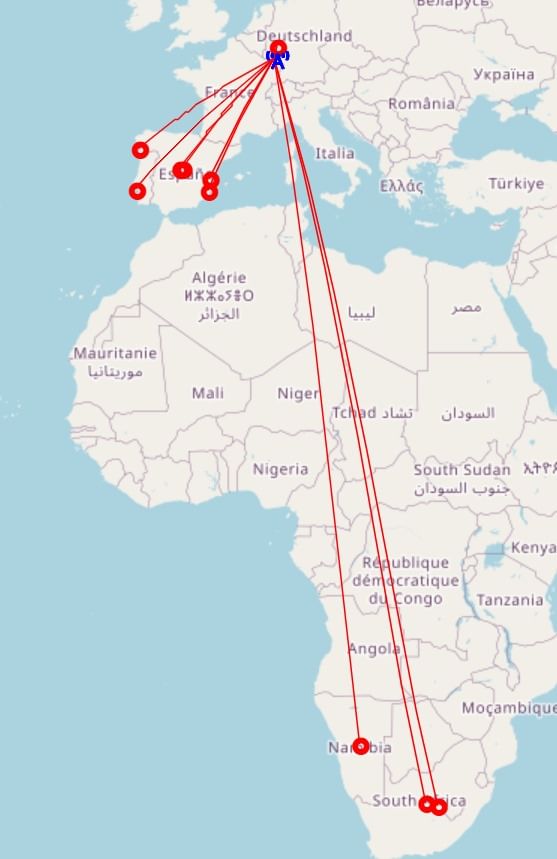 Беларусь
Deutschland
Україна
France
România
Italia
España
Ελλάς
Türkiye
Algérie
ⵍⵣⵣⴰⵢⴻⵔ
الجزائر
ليبيا
مصر
Mauritanie
موريتانيا
Mali
Niger
Tchad تشاد
السودان
Nigeria
South Sudan
جنوب السودان
Kenya
République
démocratique
du Congo
Tanzania
Angola
Moçambique
Namibia
South Africa